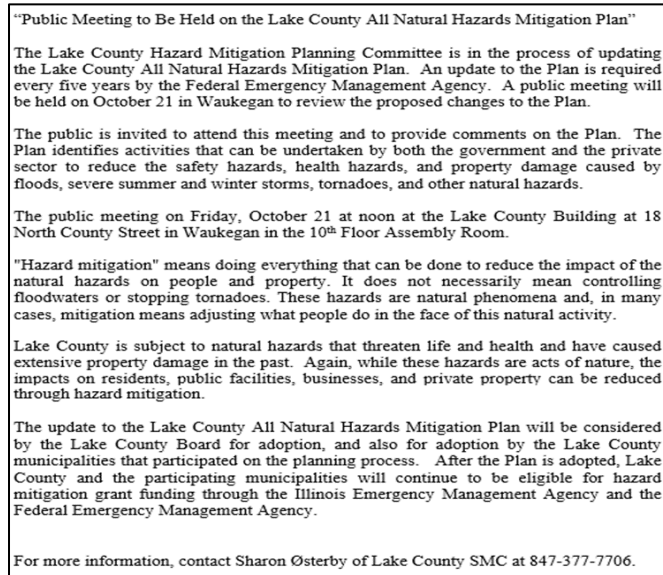 “Public Meeting to Be Held on the Lake County All Natural Hazards Mitigation Plan”
The Lake County Hazard Mitigation Planning Committee is in the process of updating
the Lake County All Natural Hazards Mitigation Plan. An update to the Plan is required
every five years by the Federal Emergency Management Agency. A public meeting will
be held on October 21 in Waukegan to review the proposed changes to the Plan.
The public is invited to attend this meeting and to provide comments on the Plan. The
Plan identifies activities that can be undertaken by both the government and the private
sector to reduce the safety hazards, health hazards, and property damage caused by
floods, severe summer and winter storms, tornadoes, and other natural hazards.
The public meeting on Friday, October 21 at noon at the Lake County Building at 18
North County Street in Waukegan in the 10th Floor Assembly Room.
"Hazard mitigation" means doing everything that can be done to reduce the impact of the
natural hazards on people and property. It does not necessarily mean controlling
floodwaters or stopping tornadoes. These hazards are natural phenomena and, in many
cases, mitigation means adjusting what people do in the face of this natural activity.
Lake County is subject to natural hazards that threaten life and health and have caused
extensive property damage in the past. Again, while these hazards are acts of nature, the
impacts on residents, public facilities, businesses, and private property can be reduced
through hazard mitigation.
The update to the Lake County All Natural Hazards Mitigation Plan will be considered
by the Lake County Board for adoption, and also for adoption by the Lake County
municipalities that participated on the planning process. After the Plan is adopted, Lake
County and the participating municipalities will continue to be eligible for hazard
mitigation grant funding through the Illinois Emergency Management Agency and the
Federal Emergency Management Agency.
For more information, contact Sharon Østerby of Lake County SMC at 847-377-7706.